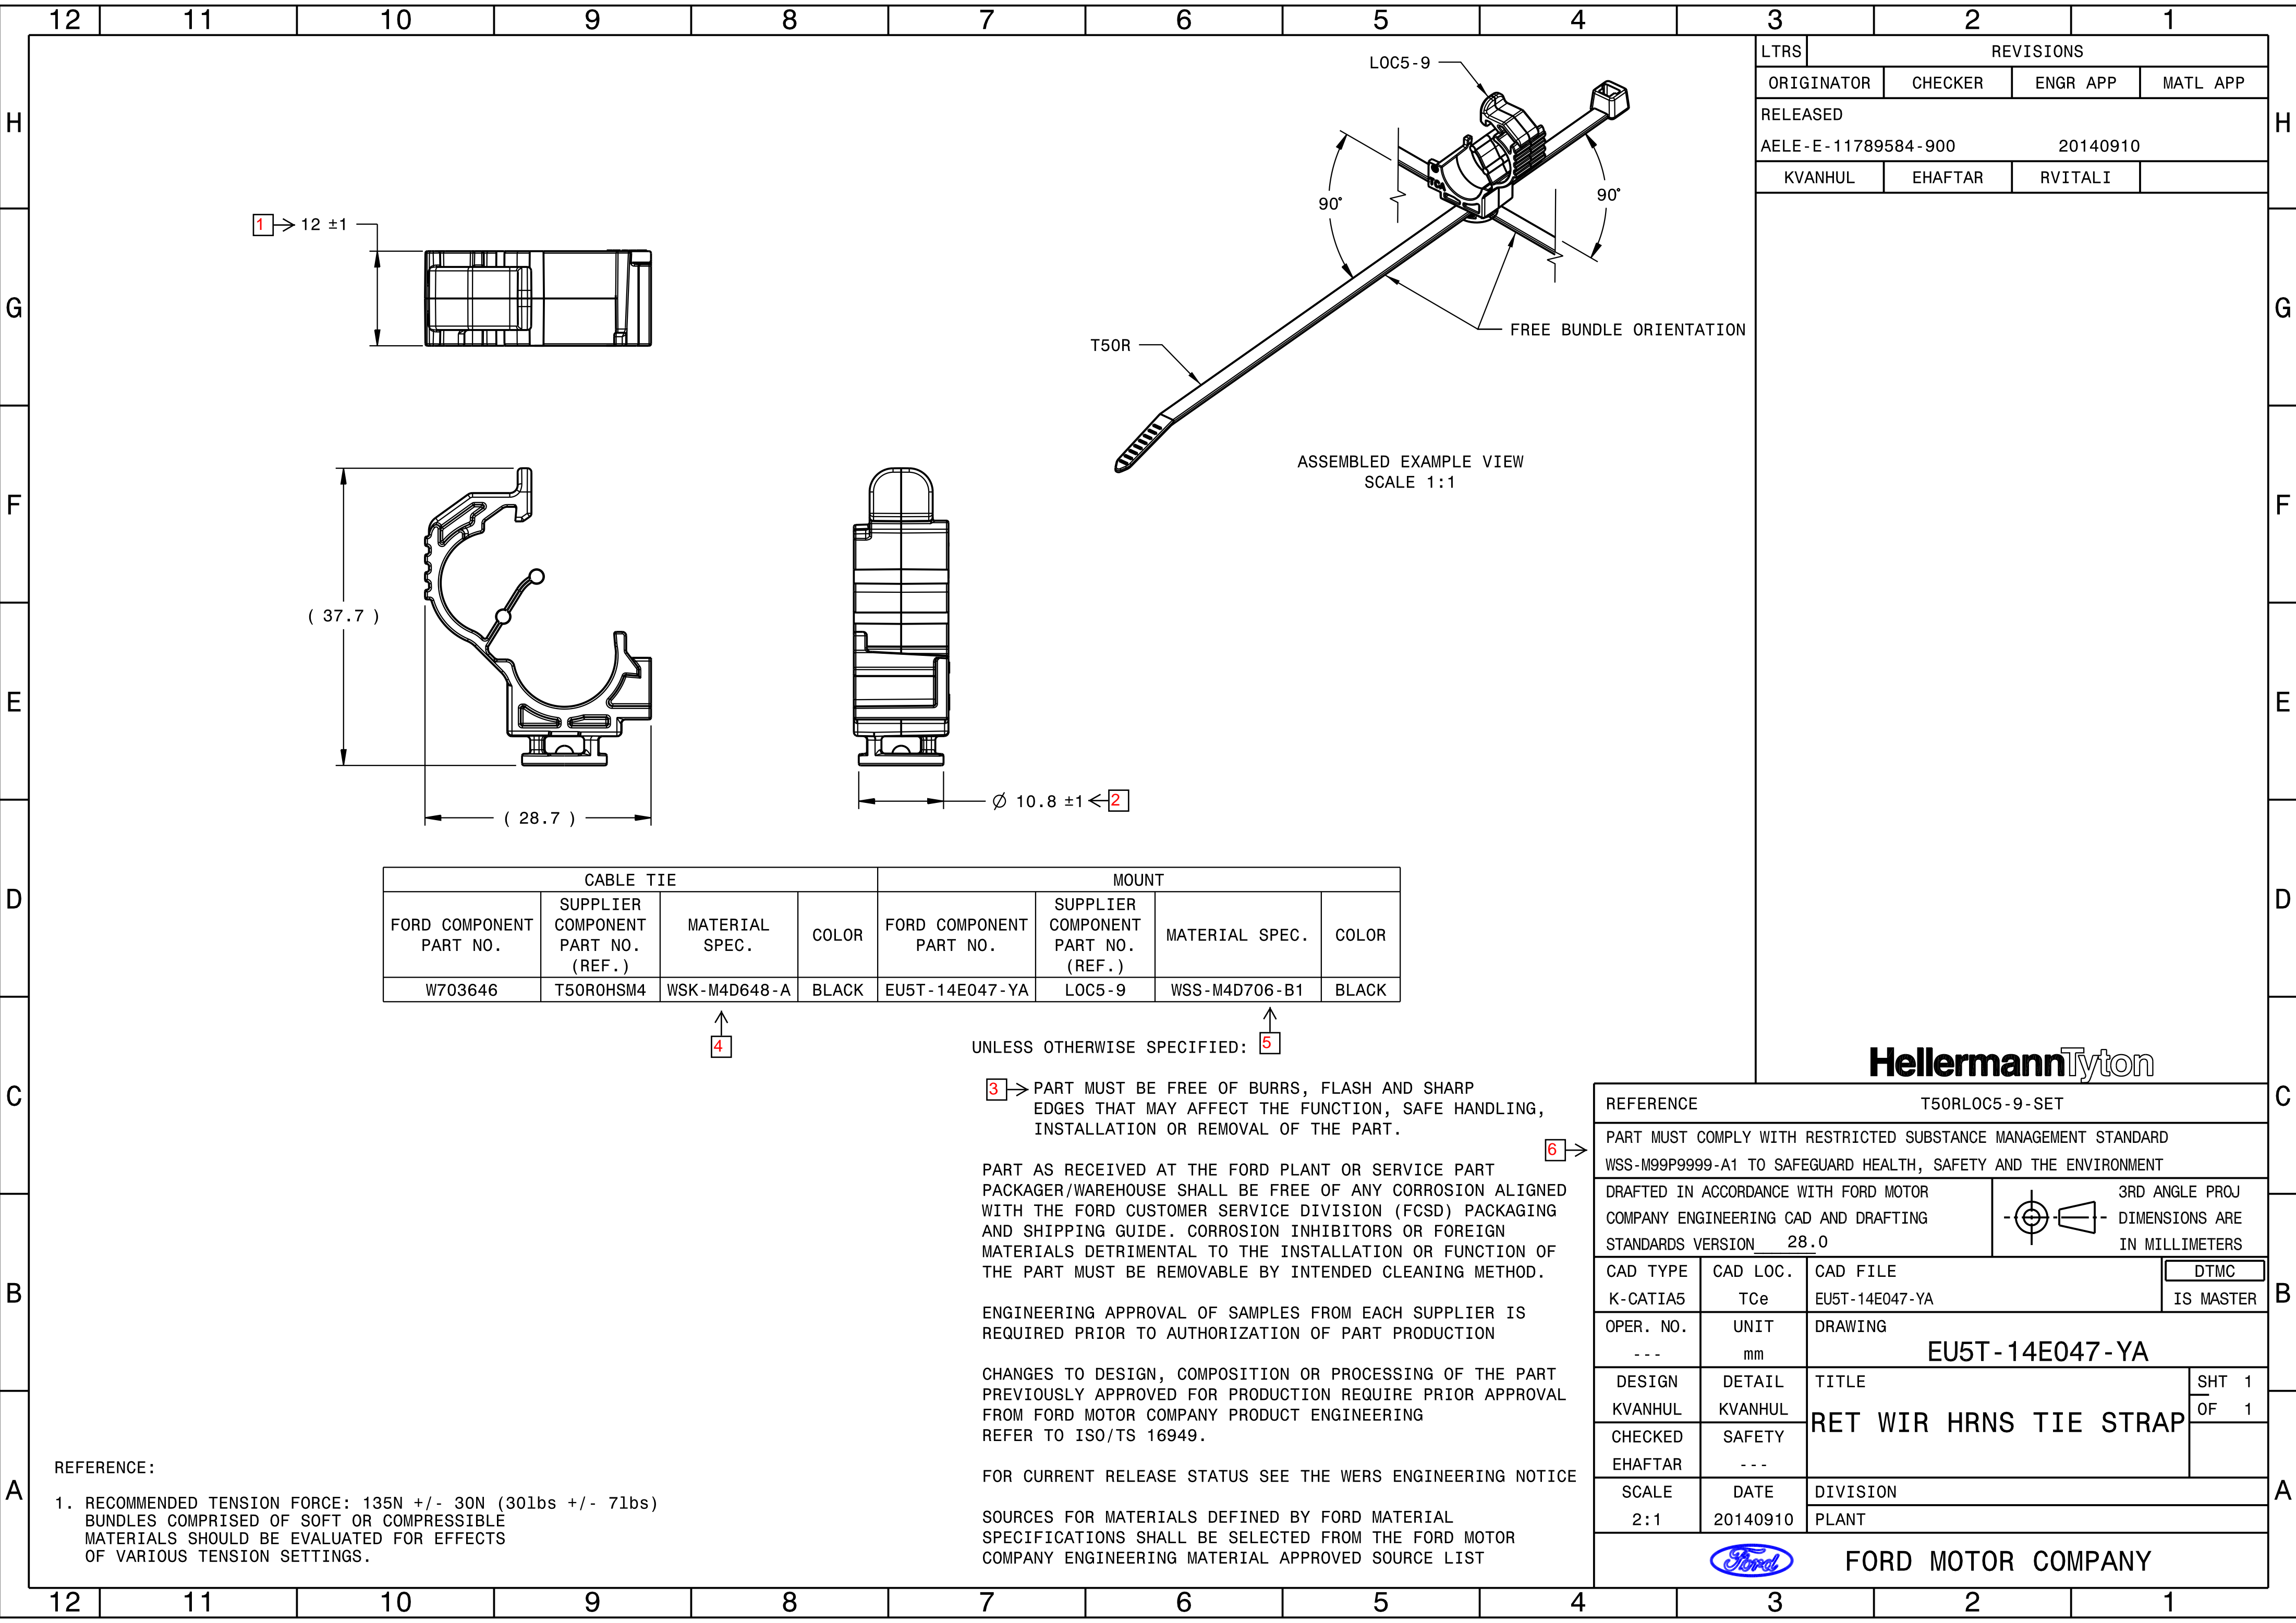 12 11 10 9 8 7 6 5 4 3 2 1
H
G
F
E
D
C
B
A
H
G
F
E
D
C
B
A
LTRS REVISIONS
ORIGINATOR CHECKER ENGR APP MATL APP
RELEASED
AELE-E-11789584-900 20140910
KVANHUL EHAFTAR RVITALI
1 12 ±1
LOC5-9
TCA
90°
90°
FREE BUNDLE ORIENTATION
T50R
ASSEMBLED EXAMPLE VIEW
SCALE 1:1
( 37.7 )
( 28.7 )
Ø 10.8 ±1 2
CABLE TIE MOUNT
FORD COMPONENT
PART NO.
SUPPLIER
COMPONENT
PART NO.
(REF.)
MATERIAL
SPEC.
COLOR
FORD COMPONENT
PART NO.
SUPPLIER
COMPONENT
PART NO.
(REF.)
MATERIAL SPEC.
COLOR
W703646 T50R0HSM4 WSK-M4D648-A BLACK EU5T-14E047-YA LOC5-9 WSS-M4D706-B1 BLACK
4
5
UNLESS OTHERWISE SPECIFIED:
3 PART MUST BE FREE OF BURRS, FLASH AND SHARP
EDGES THAT MAY AFFECT THE FUNCTION, SAFE HANDLING,
INSTALLATION OR REMOVAL OF THE PART.
PART AS RECEIVED AT THE FORD PLANT OR SERVICE PART
PACKAGER/WAREHOUSE SHALL BE FREE OF ANY CORROSION ALIGNED
WITH THE FORD CUSTOMER SERVICE DIVISION (FCSD) PACKAGING
AND SHIPPING GUIDE. CORROSION INHIBITORS OR FOREIGN
MATERIALS DETRIMENTAL TO THE INSTALLATION OR FUNCTION OF
THE PART MUST BE REMOVABLE BY INTENDED CLEANING METHOD.
ENGINEERING APPROVAL OF SAMPLES FROM EACH SUPPLIER IS
REQUIRED PRIOR TO AUTHORIZATION OF PART PRODUCTION
CHANGES TO DESIGN, COMPOSITION OR PROCESSING OF THE PART
PREVIOUSLY APPROVED FOR PRODUCTION REQUIRE PRIOR APPROVAL
FROM FORD MOTOR COMPANY PRODUCT ENGINEERING
REFER TO ISO/TS 16949.
FOR CURRENT RELEASE STATUS SEE THE WERS ENGINEERING NOTICE
SOURCES FOR MATERIALS DEFINED BY FORD MATERIAL
SPECIFICATIONS SHALL BE SELECTED FROM THE FORD MOTOR
COMPANY ENGINEERING MATERIAL APPROVED SOURCE LIST
REFERENCE:
1. RECOMMENDED TENSION FORCE: 135N +/- 30N (30lbs +/- 7lbs)
BUNDLES COMPRISED OF SOFT OR COMPRESSIBLE
MATERIALS SHOULD BE EVALUATED FOR EFFECTS
OF VARIOUS TENSION SETTINGS.
HellermannTyton
REFERENCE T50RLOC5-9-SET
6
PART MUST COMPLY WITH RESTRICTED SUBSTANCE MANAGEMENT STANDARD
WSS-M99P9999-A1 TO SAFEGUARD HEALTH, SAFETY AND THE ENVIRONMENT
DRAFTED IN ACCORDANCE WITH FORD MOTOR
COMPANY ENGINEERING CAD AND DRAFTING
STANDARDS VERSION 28.0
3RD ANGLE PROJ
DIMENSIONS ARE
IN MILLIMETERS
CAD TYPE CAD LOC. CAD FILE DTMC
K-CATIA5 TCe EU5T-14E047-YA IS MASTER
OPER. NO. UNIT DRAWING
--- mm EU5T-14E047-YA
DESIGN DETAIL TITLE SHT 1
KVANHUL KVANHUL RET WIR HRNS TIE STRAP OF 1
CHECKED SAFETY
EHAFTAR ---
SCALE DATE DIVISION
2:1 20140910 PLANT
Ford FORD MOTOR COMPANY
12 11 10 9 8 7 6 5 4 3 2 1